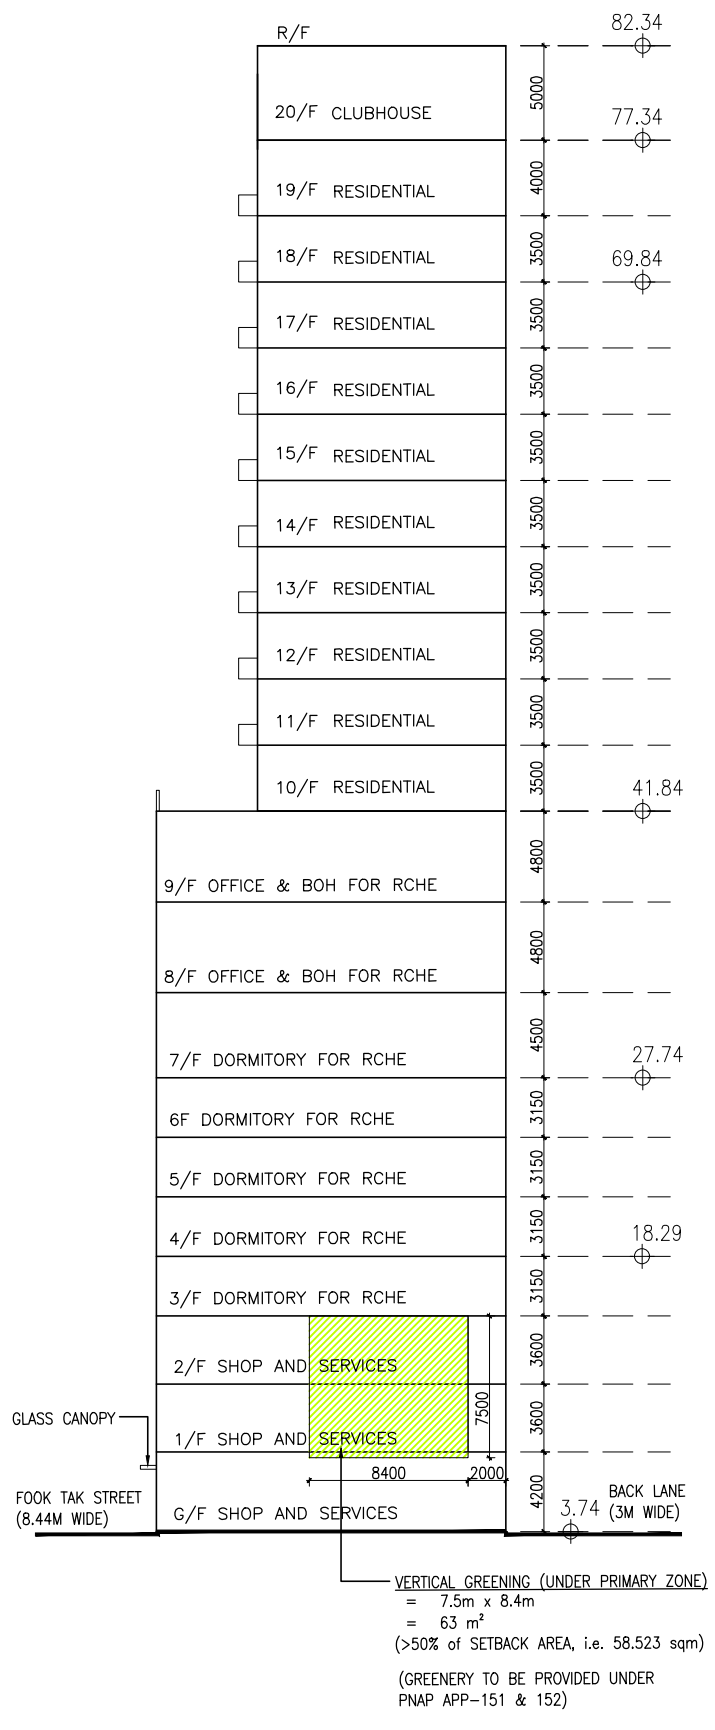 R/F
82.34
5000
20/F CLUBHOUSE
77.34
4000
19/F RESIDENTIAL
3500
18/F RESIDENTIAL
69.84
3500
17/F RESIDENTIAL
3500
16/F RESIDENTIAL
3500
15/F RESIDENTIAL
3500
14/F RESIDENTIAL
3500
13/F RESIDENTIAL
3500
12/F RESIDENTIAL
3500
11/F RESIDENTIAL
3500
10/F RESIDENTIAL
3500
41.84
4800
9/F OFFICE & BOH FOR RCHE
4800
8/F OFFICE & BOH FOR RCHE
4500
7/F DORMITORY FOR RCHE
27.74
3150
6F DORMITORY FOR RCHE
3150
5/F DORMITORY FOR RCHE
3150
4/F DORMITORY FOR RCHE
18.29
3150
3/F DORMITORY FOR RCHE
3600
2/F SHOP AND SERVICES
7500
3600
GLASS CANOPY
1/F SHOP AND SERVICES
8400
2000
4200
FOOK TAK STREET
(8.44M WIDE)
G/F SHOP AND SERVICES
3.74
BACK LANE
(3M WIDE)
VERTICAL GREENING (UNDER PRIMARY ZONE)
= 7.5m x 8.4m
= 63 m²
(>50% of SETBACK AREA, i.e. 58.523 sqm)
(GREENERY TO BE PROVIDED UNDER
PNAP APP-151 & 152)